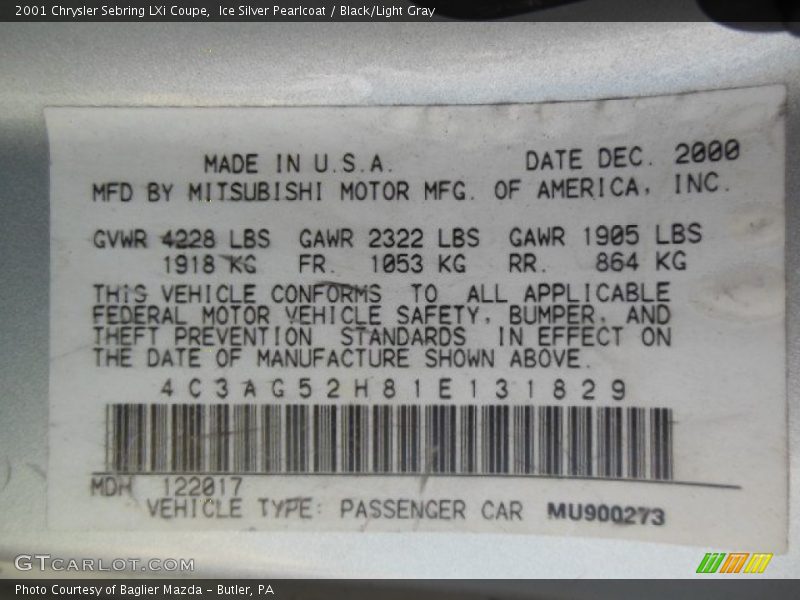 2001 Chrysler Sebring LXi Coupe,  Ice Silver Pearlcoat / Black/Light Gray
MADE IN U.S.A. DATE DEC. 2000
MFD BY MITSUBISHI MOTOR MFG. OF AMERICA, INC.
GVWR 4228 LBS GAWR 2322 LBS GAWR 1905 LBS
1918 KG FR. 1053 KG RR. 864 KG
THIS VEHICLE CONFORMS TO ALL APPLICABLE
FEDERAL MOTOR VEHICLE SAFETY, BUMPER, AND
THEFT PREVENTION STANDARDS IN EFFECT ON
THE DATE OF MANUFACTURE SHOWN ABOVE.
4C3AG52H81E131829
MDH 122017
VEHICLE TYPE: PASSENGER CAR MU900273
GTCARLOT.COM
Photo Courtesy of Baglier Mazda - Butler, PA